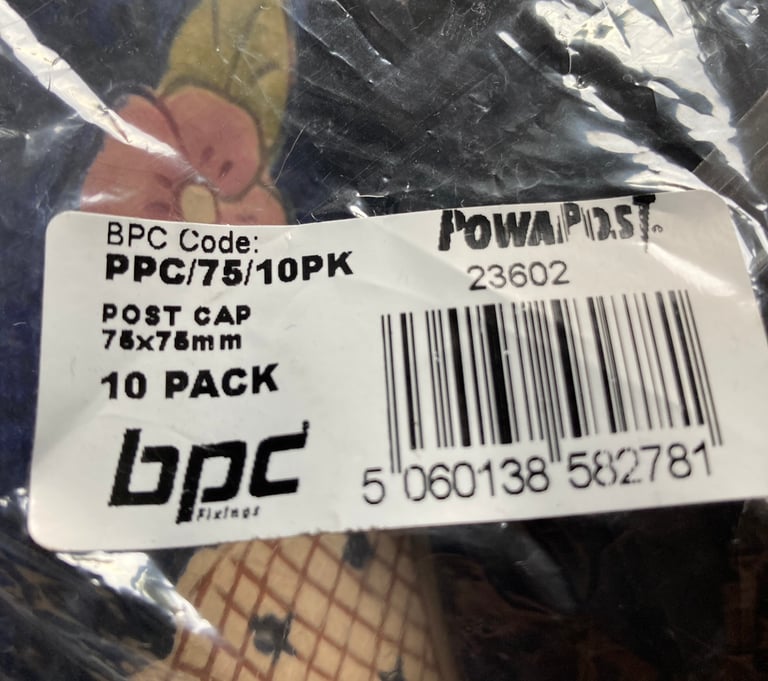 BPC Code:
PPC/75/10PK
POST CAP
75x75mm
10 PACK
bpc
Fixings
POWAPOST
23602
5 060138 582781